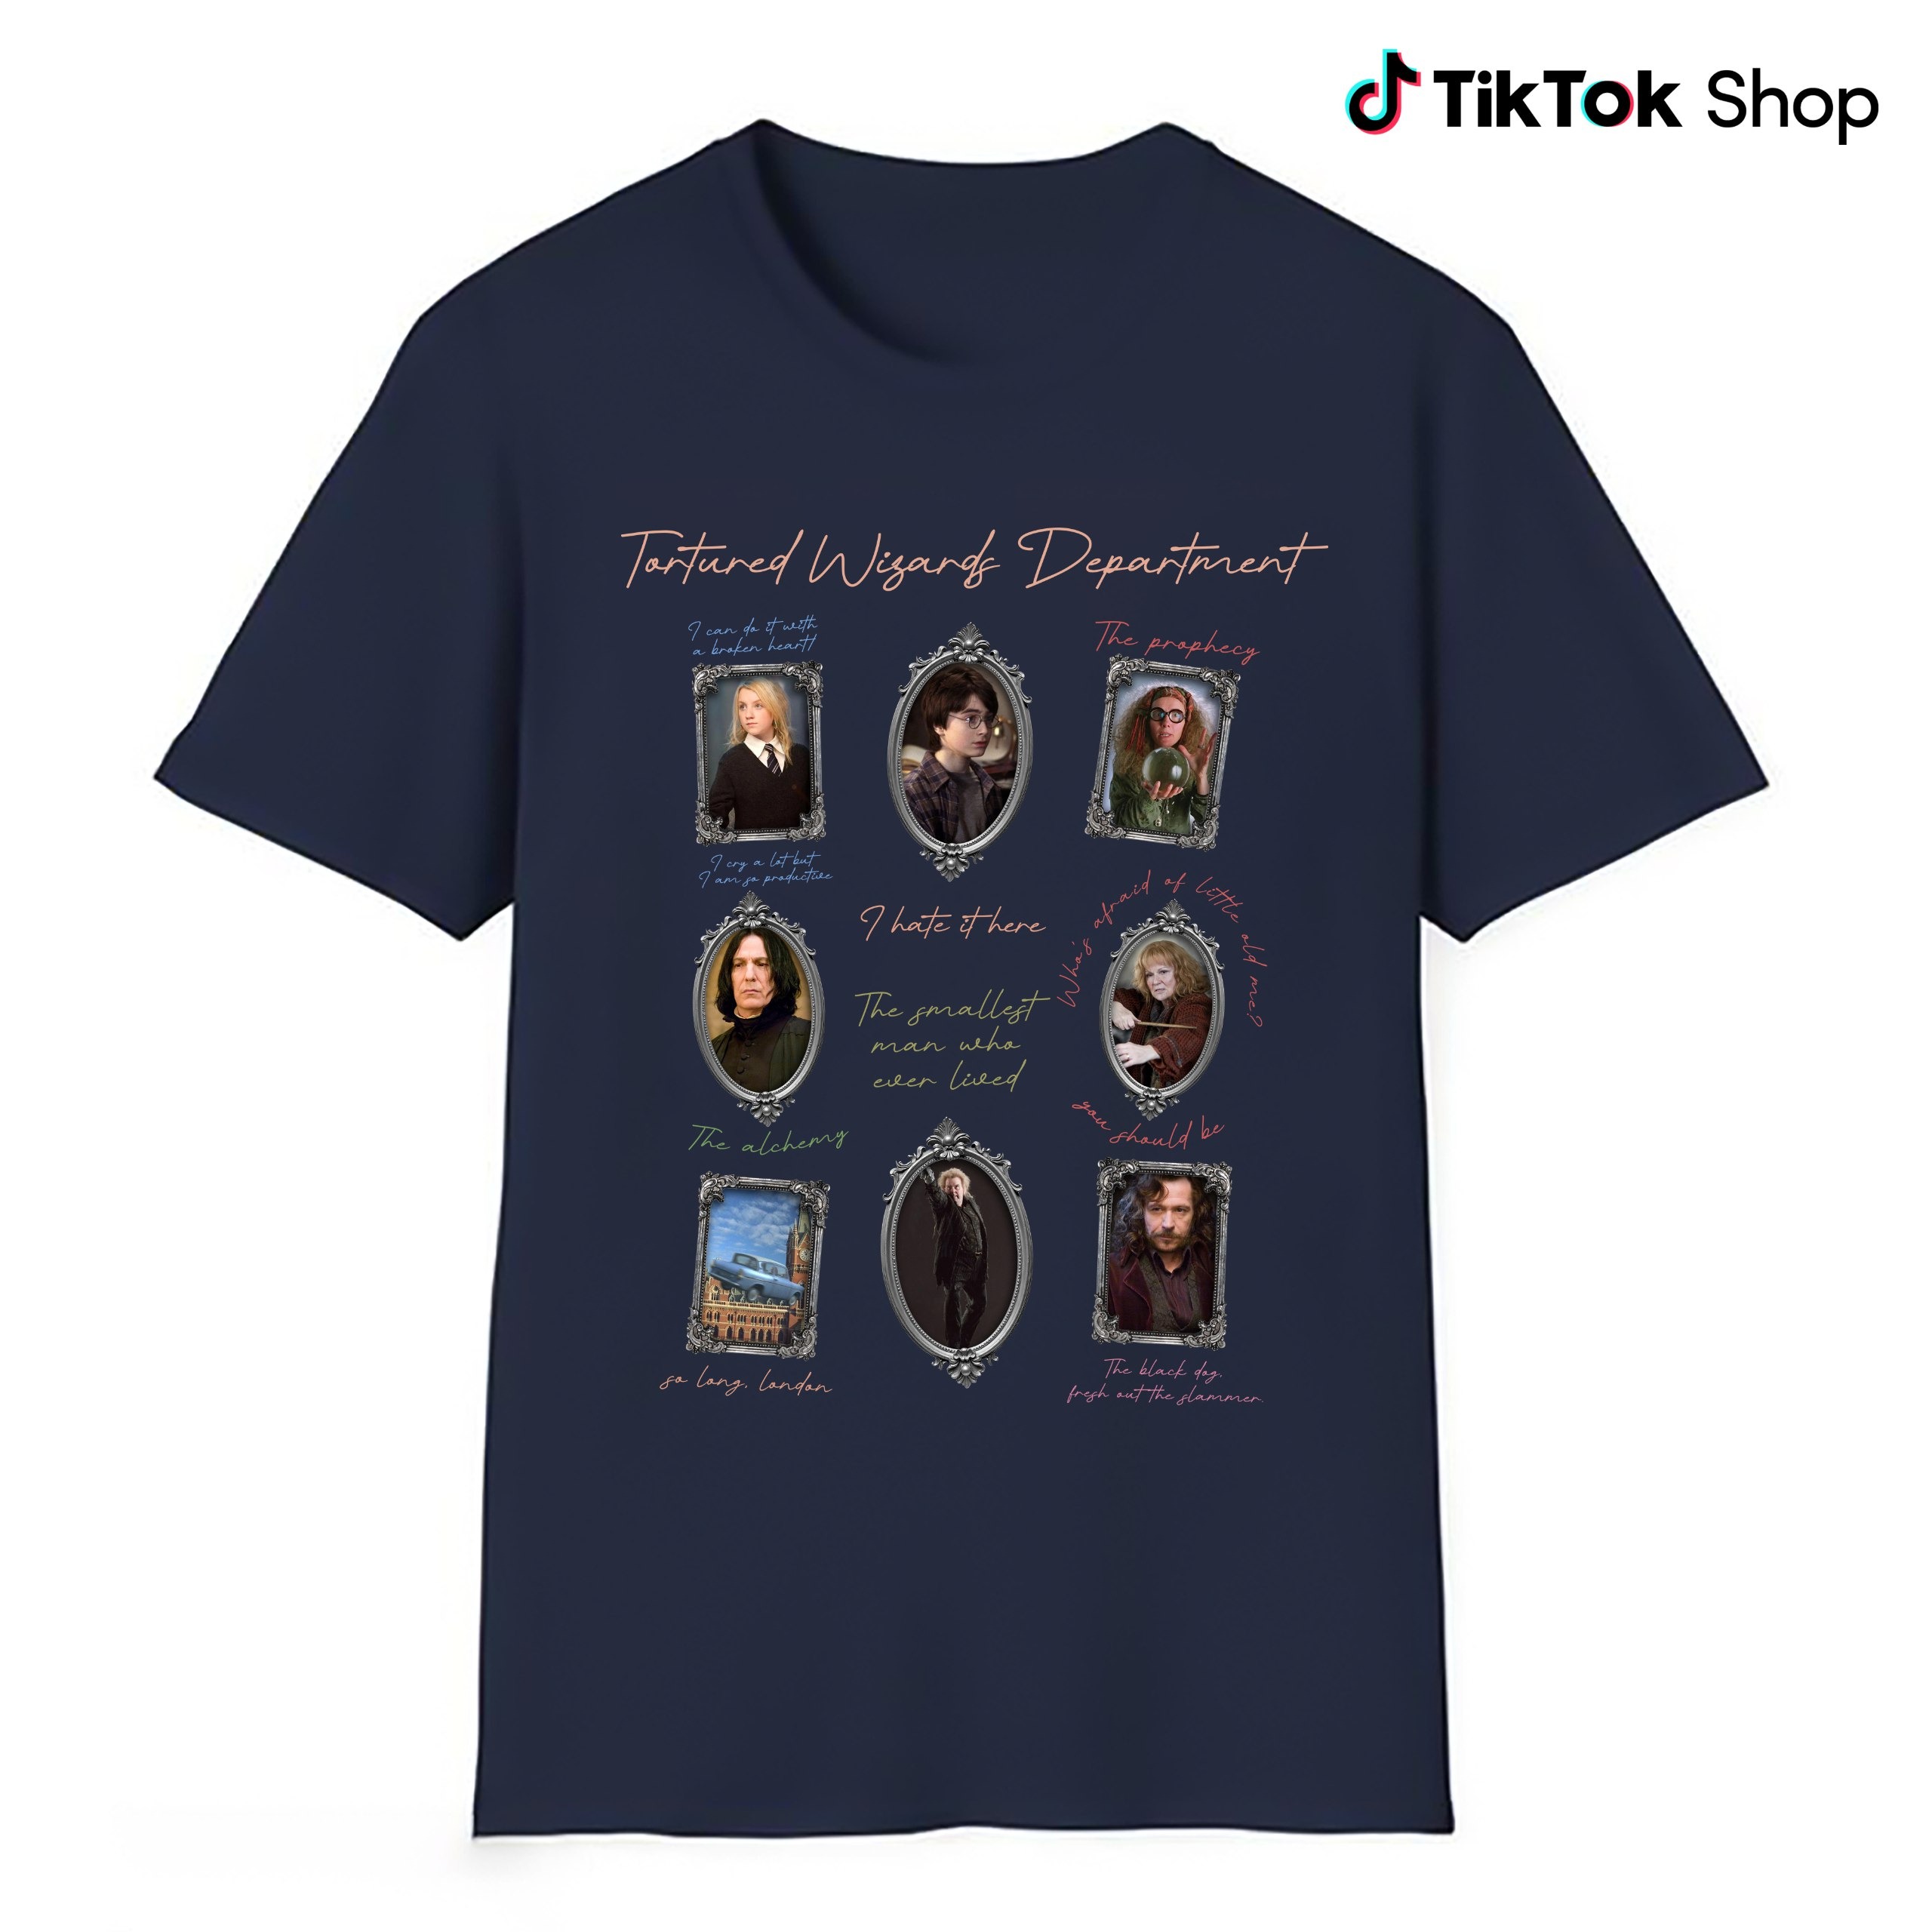 TikTok Shop
Tortured Wizards Department
I can do it with
a broken heart!
The prophecy
I cry a lot but
I am so productive
I hate it here
Who's afraid of little old me?
The smallest
man who
ever lived
you should be
The alchemy
so long, london
The black dog,
fresh out the slammer.